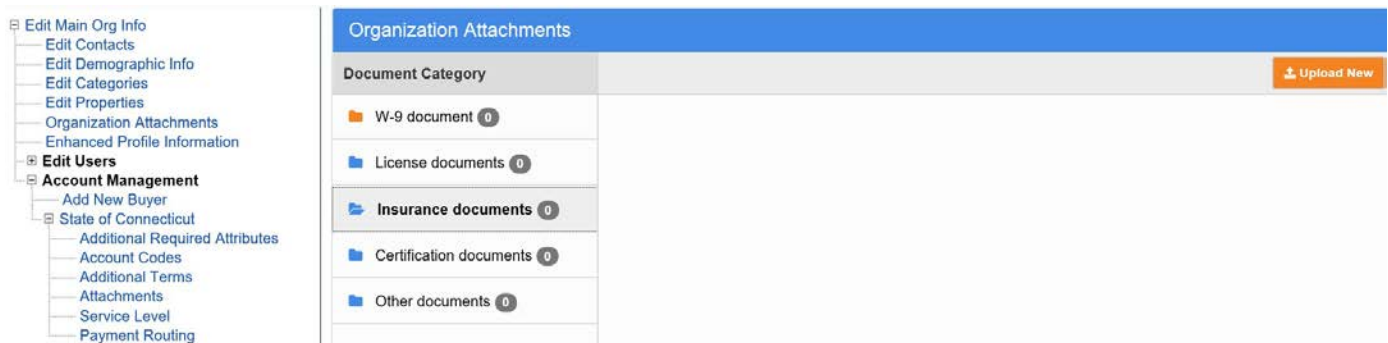 Edit Main Org Info
Edit Contacts
Edit Demographic Info
Edit Categories
Edit Properties
Organization Attachments
Enhanced Profile Information
Edit Users
Account Management
Add New Buyer
State of Connecticut
Additional Required Attributes
Account Codes
Additional Terms
Attachments
Service Level
Payment Routing
Organization Attachments
Document Category
Upload New
W-9 document 0
License documents 0
Insurance documents 0
Certification documents 0
Other documents 0